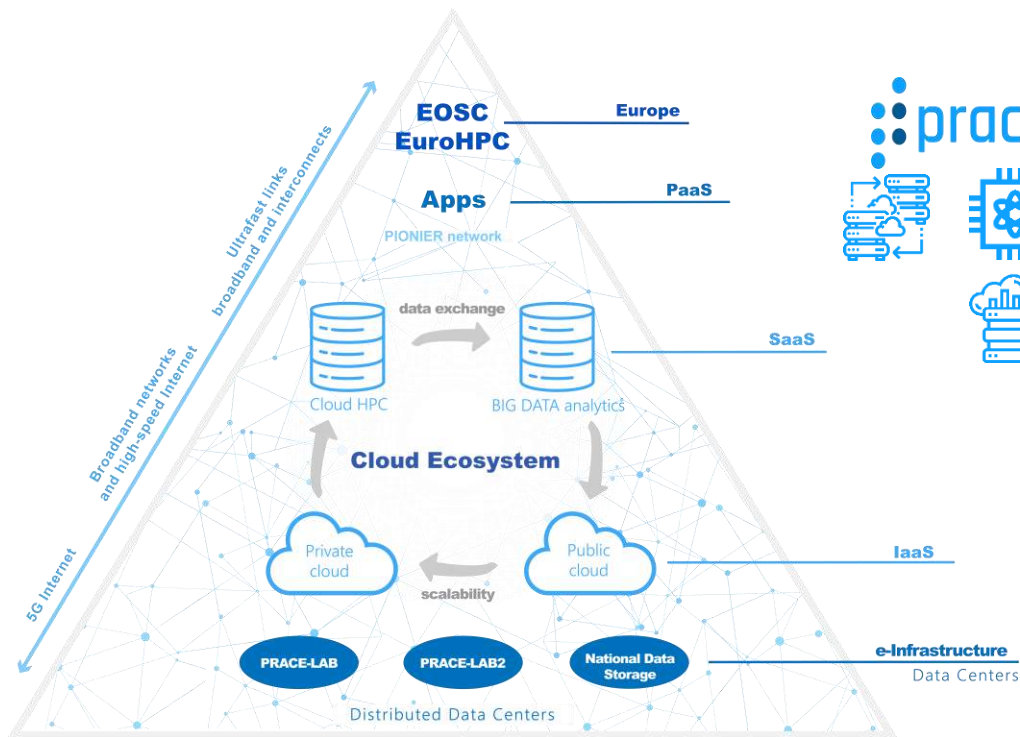 EOSC
EuroHPC
Europe
Apps
PaaS
PIONIER network
data exchange
SaaS
Cloud HPC
BIG DATA analytics
Cloud Ecosystem
Private
cloud
Public
cloud
IaaS
scalability
PRACE-LAB
PRACE-LAB2
National Data
Storage
e-Infrastructure
Data Centers
Distributed Data Centers
Ultrafast links
broadband and interconnects
Broadband networks
and high-speed Internet
5G Internet
prac